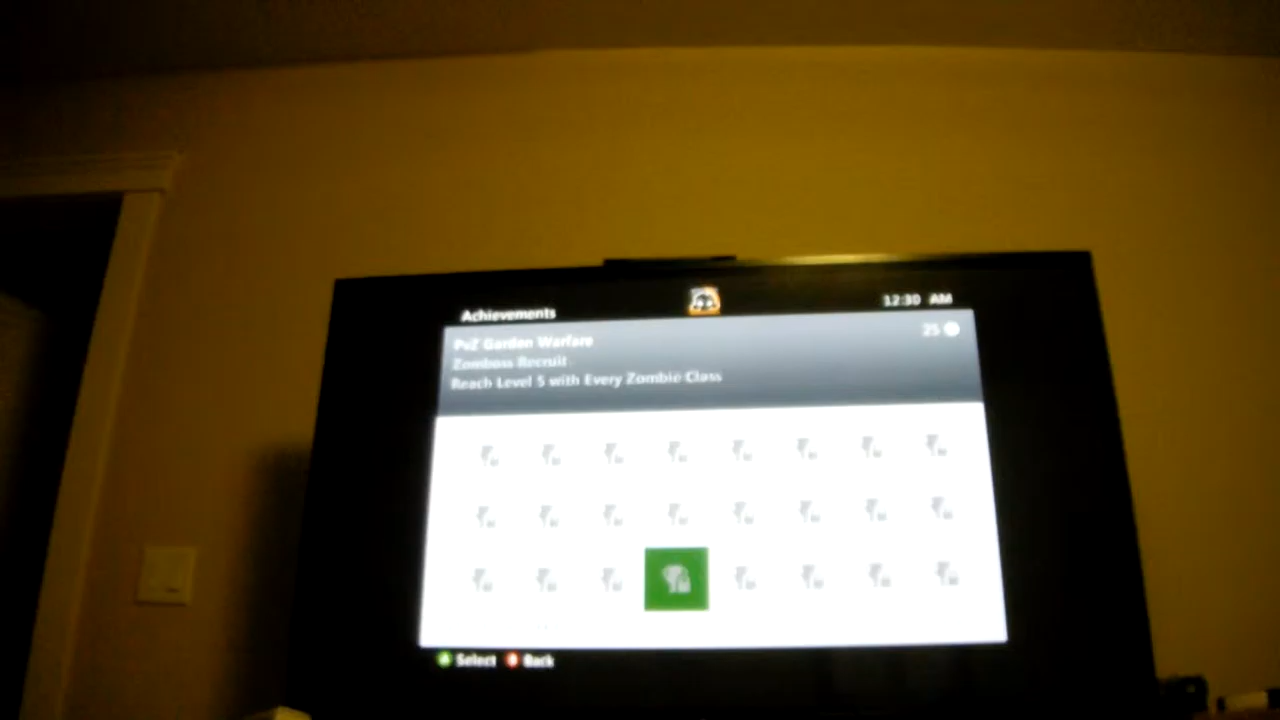 Achievements
12:30 AM
PvZ Garden Warfare
25
Zomboss Recruit
Reach Level 5 with Every Zombie Class
Select
Back